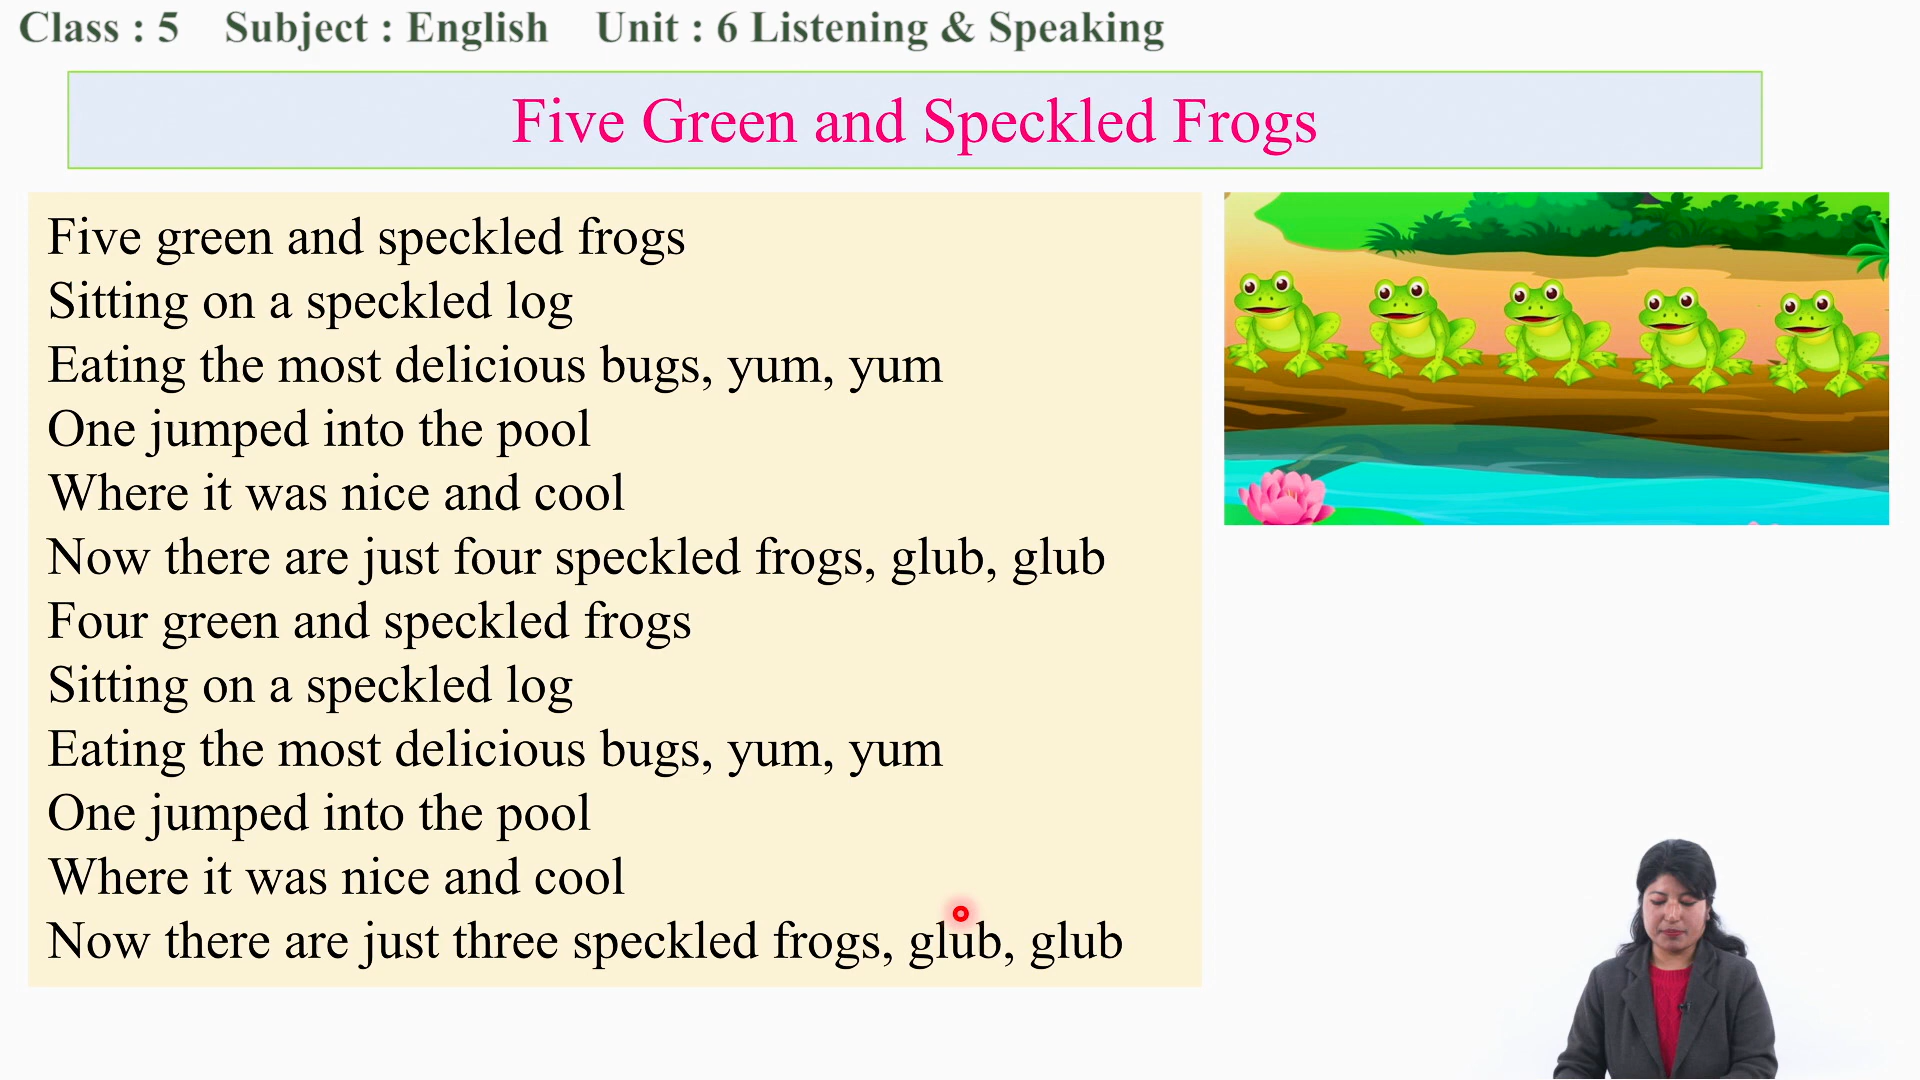 Class : 5 Subject : English Unit : 6 Listening & Speaking
Five Green and Speckled Frogs
Five green and speckled frogs
Sitting on a speckled log
Eating the most delicious bugs, yum, yum
One jumped into the pool
Where it was nice and cool
Now there are just four speckled frogs, glub, glub
Four green and speckled frogs
Sitting on a speckled log
Eating the most delicious bugs, yum, yum
One jumped into the pool
Where it was nice and cool
Now there are just three speckled frogs, glub, glub